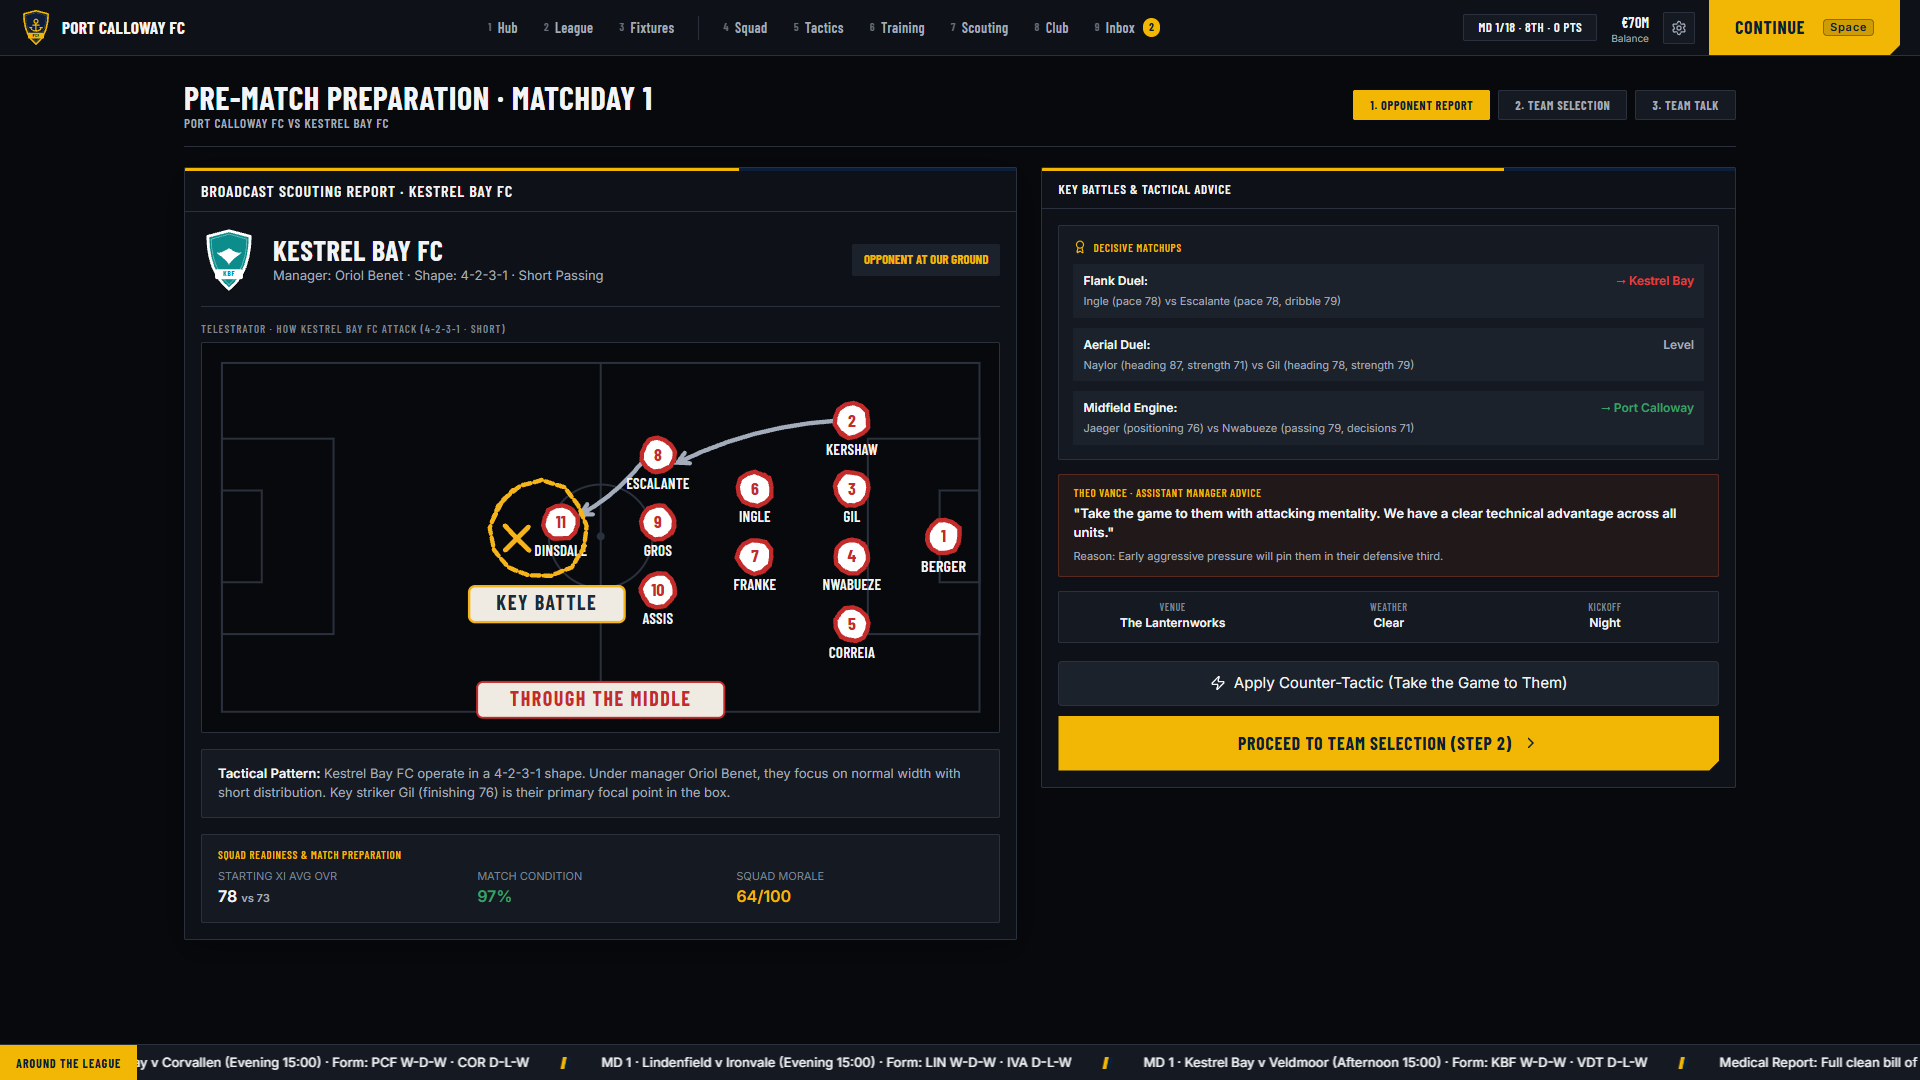 PORT CALLOWAY FC
1 Hub
2 League
3 Fixtures
4 Squad
5 Tactics
6 Training
7 Scouting
8 Club
9 Inbox 2
MD 1/18 · 8TH · 0 PTS
€70M
Balance
CONTINUE Space
PRE-MATCH PREPARATION · MATCHDAY 1
PORT CALLOWAY FC VS KESTREL BAY FC
1. OPPONENT REPORT
2. TEAM SELECTION
3. TEAM TALK
BROADCAST SCOUTING REPORT · KESTREL BAY FC
KBF
KESTREL BAY FC
Manager: Oriol Benet · Shape: 4-2-3-1 · Short Passing
OPPONENT AT OUR GROUND
TELESTRATOR · HOW KESTREL BAY FC ATTACK (4-2-3-1 · SHORT)
2
KERSHAW
8
ESCALANTE
6
INGLE
3
GIL
11
DINSDALE
9
GROS
1
BERGER
7
FRANKE
4
NWABUEZE
KEY BATTLE
10
ASSIS
5
CORREIA
THROUGH THE MIDDLE
Tactical Pattern: Kestrel Bay FC operate in a 4-2-3-1 shape. Under manager Oriol Benet, they focus on normal width with
short distribution. Key striker Gil (finishing 76) is their primary focal point in the box.
SQUAD READINESS & MATCH PREPARATION
STARTING XI AVG OVR
78 vs 73
MATCH CONDITION
97%
SQUAD MORALE
64/100
KEY BATTLES & TACTICAL ADVICE
DECISIVE MATCHUPS
Flank Duel: → Kestrel Bay
Ingle (pace 78) vs Escalante (pace 78, dribble 79)
Aerial Duel: Level
Naylor (heading 87, strength 71) vs Gil (heading 78, strength 79)
Midfield Engine: → Port Calloway
Jaeger (positioning 76) vs Nwabueze (passing 79, decisions 71)
THEO VANCE · ASSISTANT MANAGER ADVICE
"Take the game to them with attacking mentality. We have a clear technical advantage across all
units."
Reason: Early aggressive pressure will pin them in their defensive third.
VENUE
The Lanternworks
WEATHER
Clear
KICKOFF
Night
Apply Counter-Tactic (Take the Game to Them)
PROCEED TO TEAM SELECTION (STEP 2)
AROUND THE LEAGUE
ay v Corvallen (Evening 15:00) · Form: PCF W-D-W · COR D-L-W / MD 1 · Lindenfield v Ironvale (Evening 15:00) · Form: LIN W-D-W · IVA D-L-W / MD 1 · Kestrel Bay v Veldmoor (Afternoon 15:00) · Form: KBF W-D-W · VDT D-L-W / Medical Report: Full clean bill of